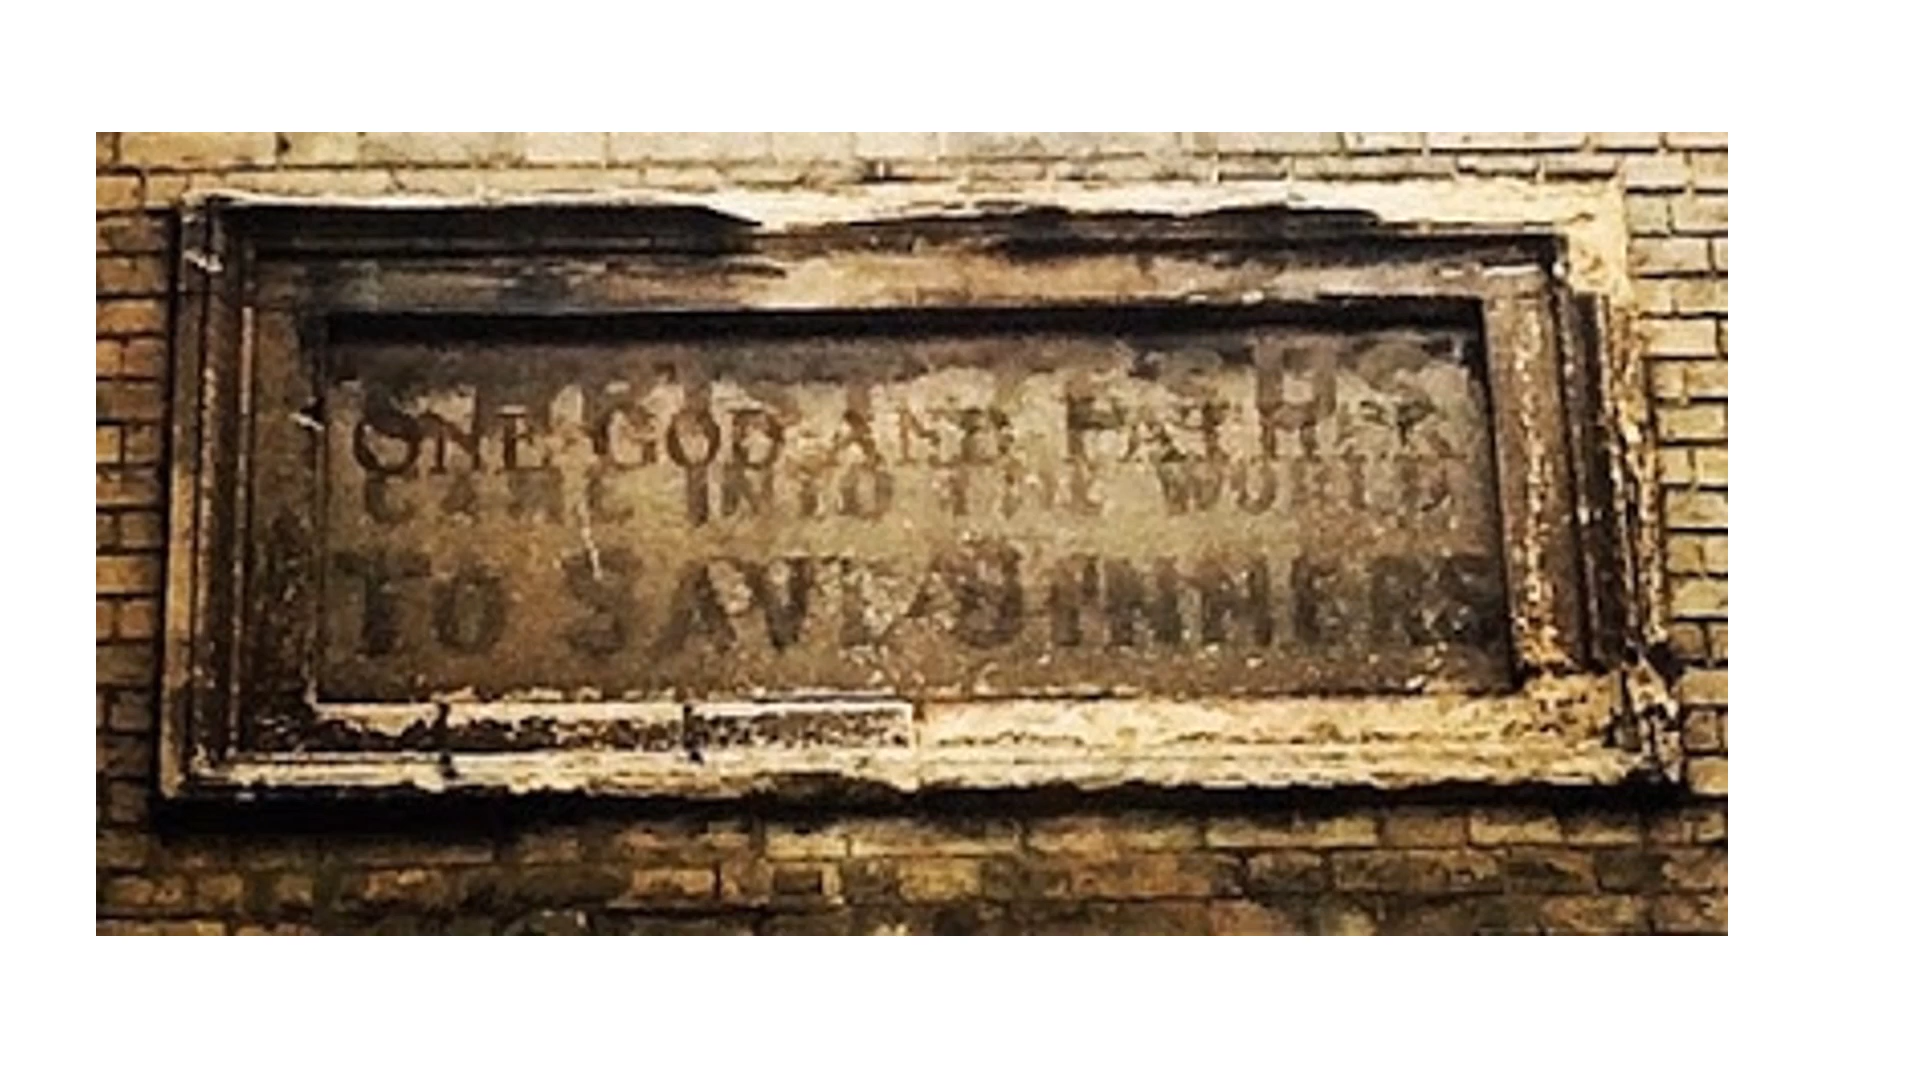 ONE GOD AND FATHER
CAME INTO THE WORLD
TO SAVE SINNERS